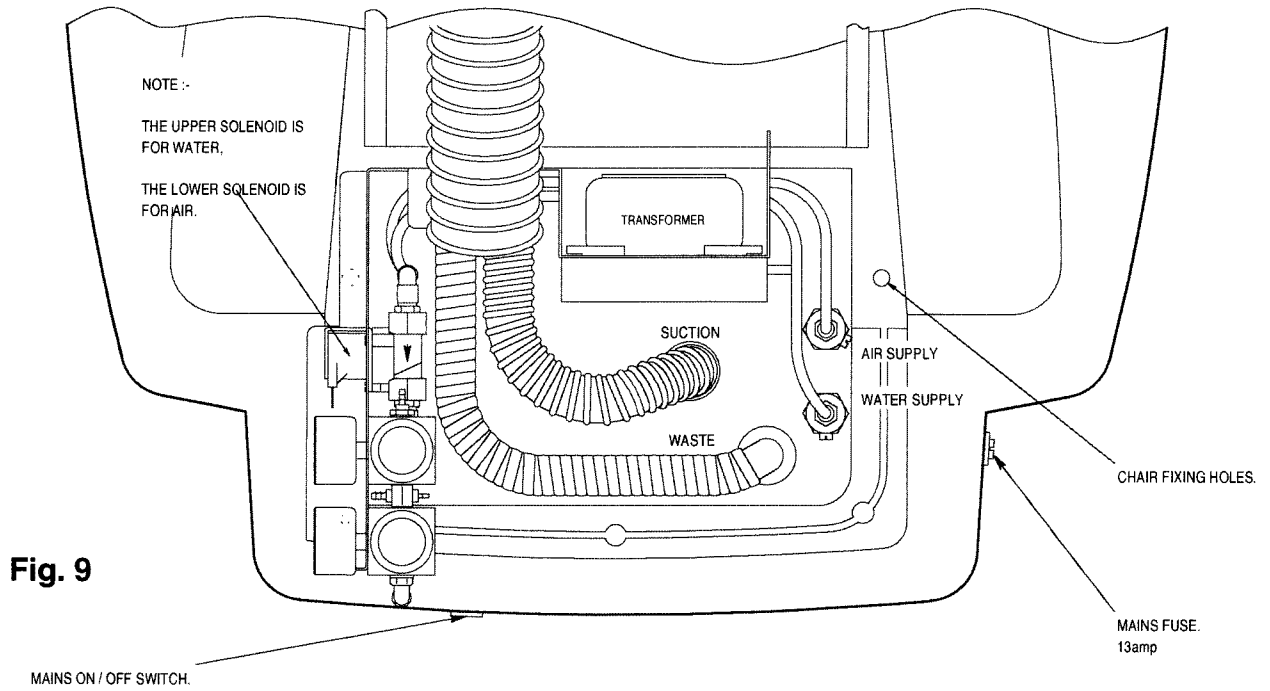 NOTE :-
THE UPPER SOLENOID IS
FOR WATER,
THE LOWER SOLENOID IS
FOR AIR.
TRANSFORMER
SUCTION
AIR SUPPLY
WATER SUPPLY
WASTE
CHAIR FIXING HOLES.
Fig. 9
MAINS FUSE.
13amp
MAINS ON / OFF SWITCH.